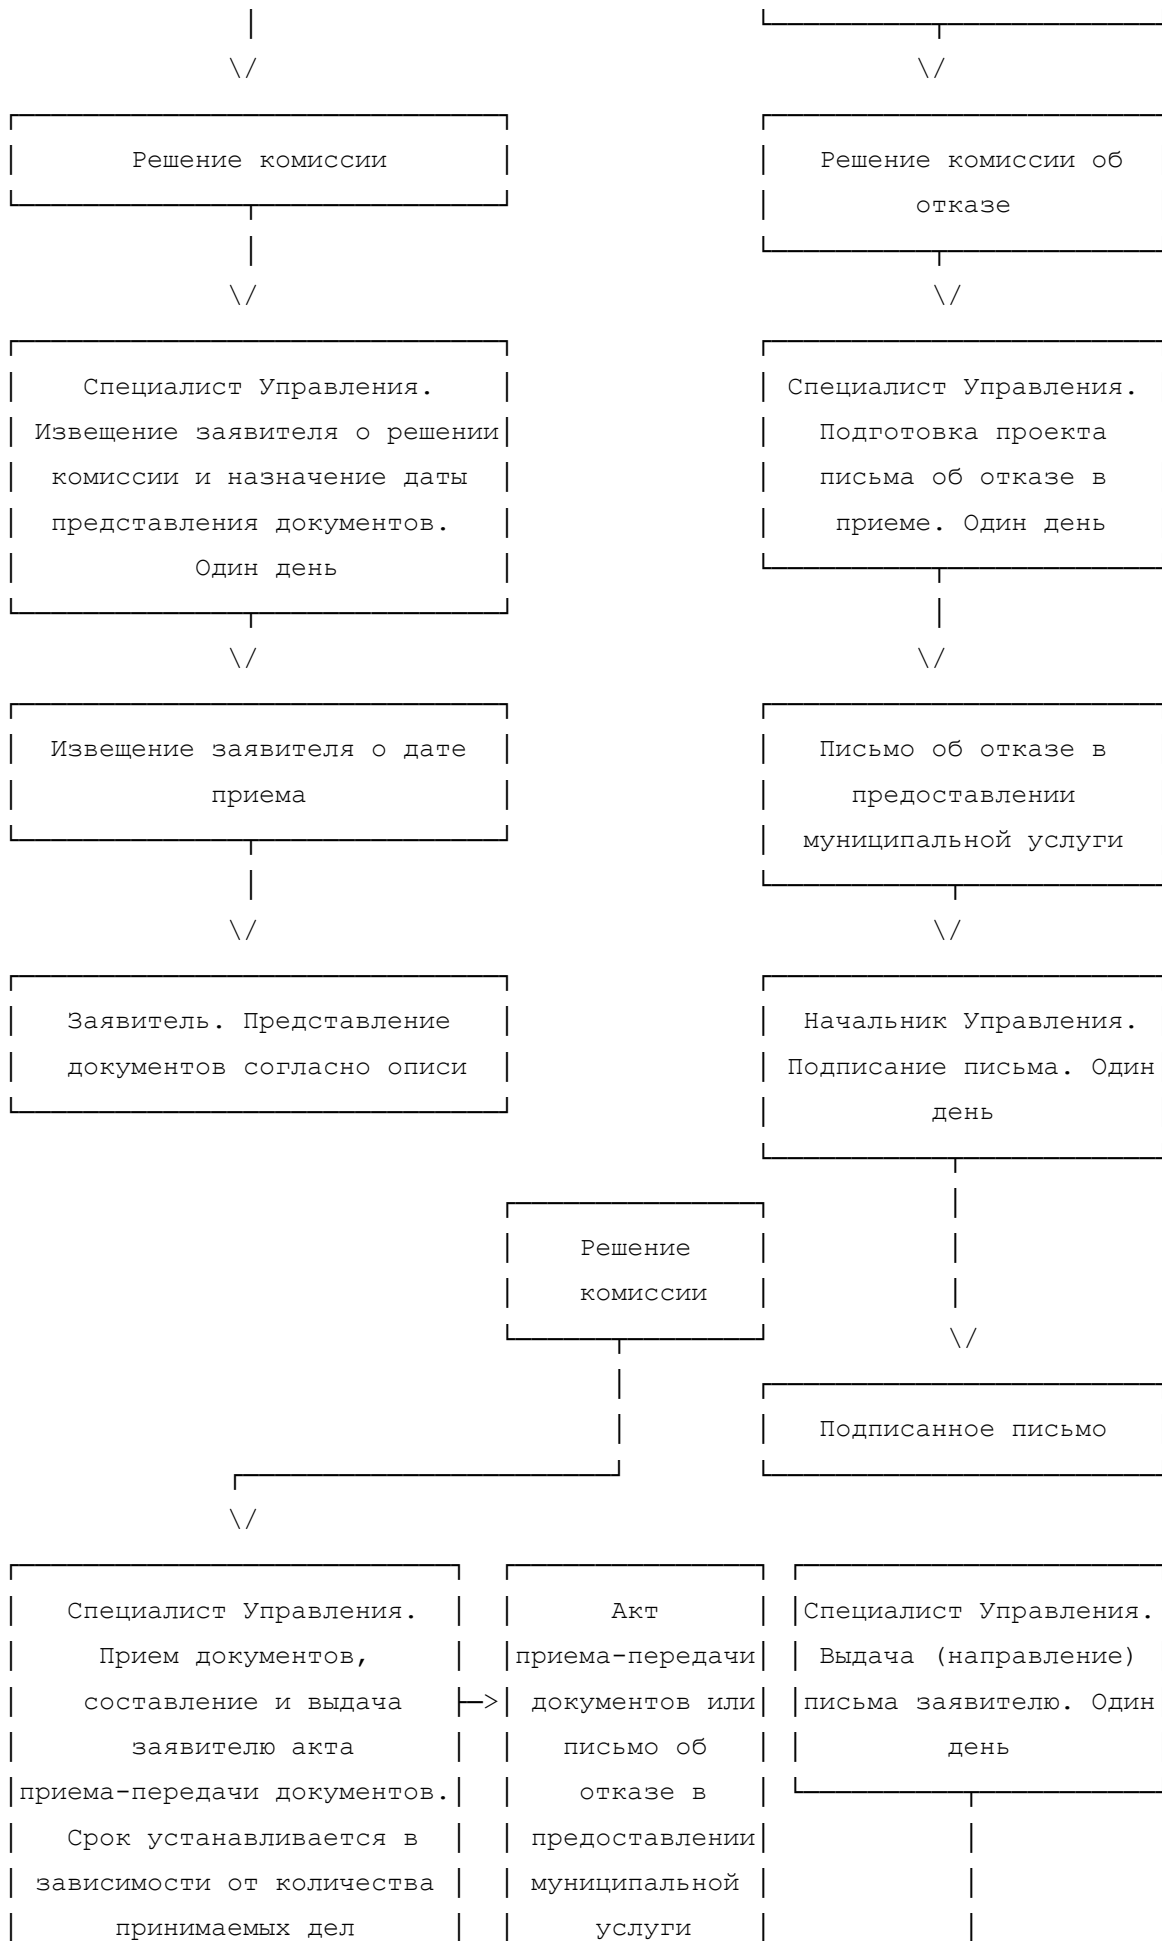 Решение комиссии
Решение комиссии об
отказе
Специалист Управления.
Извещение заявителя о решении
комиссии и назначение даты
представления документов.
Один день
Специалист Управления.
Подготовка проекта
письма об отказе в
приеме. Один день
Извещение заявителя о дате
приема
Письмо об отказе в
предоставлении
муниципальной услуги
Заявитель. Представление
документов согласно описи
Начальник Управления.
Подписание письма. Один
день
Решение
комиссии
Подписанное письмо
Специалист Управления.
Прием документов,
составление и выдача
заявителю акта
приема-передачи документов.
Срок устанавливается в
зависимости от количества
принимаемых дел
Акт
приема-передачи
документов или
письмо об
отказе в
предоставлении
муниципальной
услуги
Специалист Управления.
Выдача (направление)
письма заявителю. Один
день